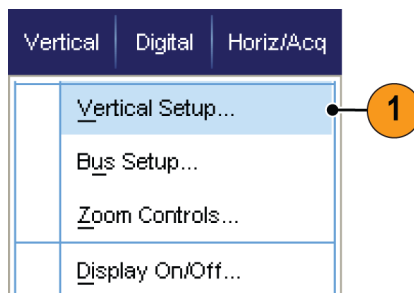 Vertical Digital Horiz/Acq
Vertical Setup... 1
Bus Setup...
Zoom Controls...
Display On/Off...